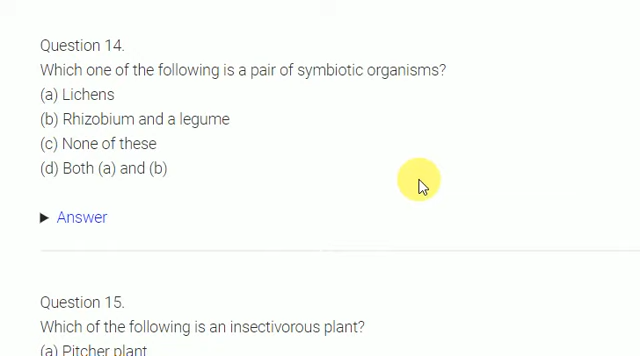 Question 14.
Which one of the following is a pair of symbiotic organisms?
(a) Lichens
(b) Rhizobium and a legume
(c) None of these
(d) Both (a) and (b)
Answer
Question 15.
Which of the following is an insectivorous plant?
(a) Pitcher plant